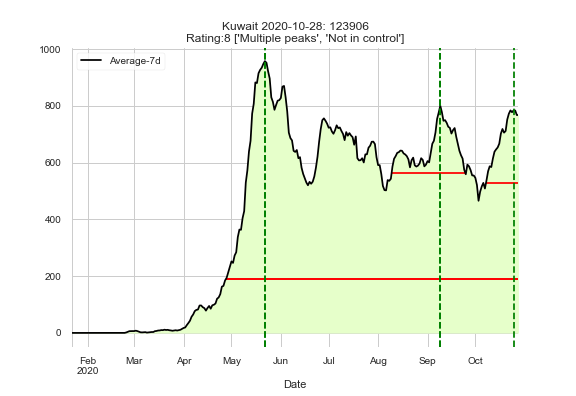 Kuwait 2020-10-28: 123906
Rating:8 ['Multiple peaks', 'Not in control']
Average-7d
1000
800
600
400
200
0
Feb Mar Apr May Jun Jul Aug Sep Oct
2020
Date